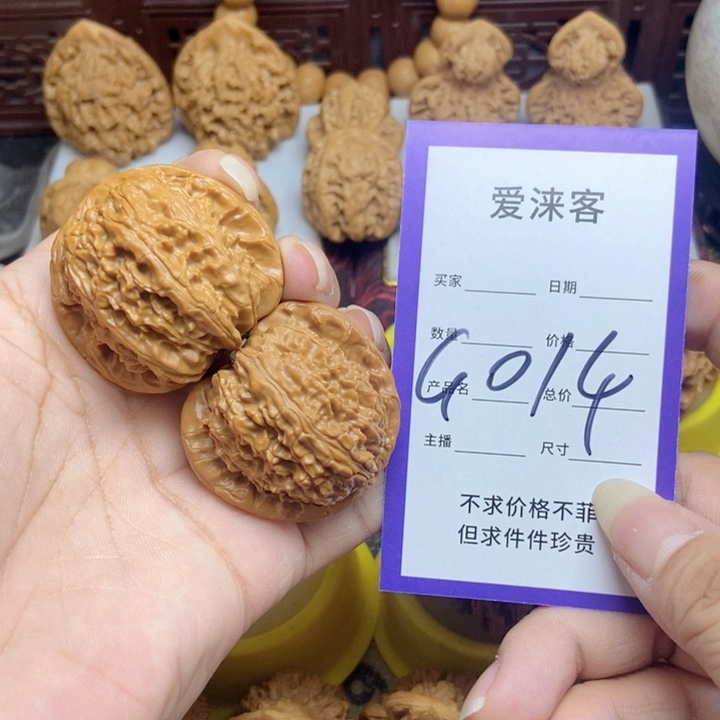 爱涞客
买家 日期
数量 价格
G014
产品名 总价
主播 尺寸
不求价格不菲
但求件件珍贵